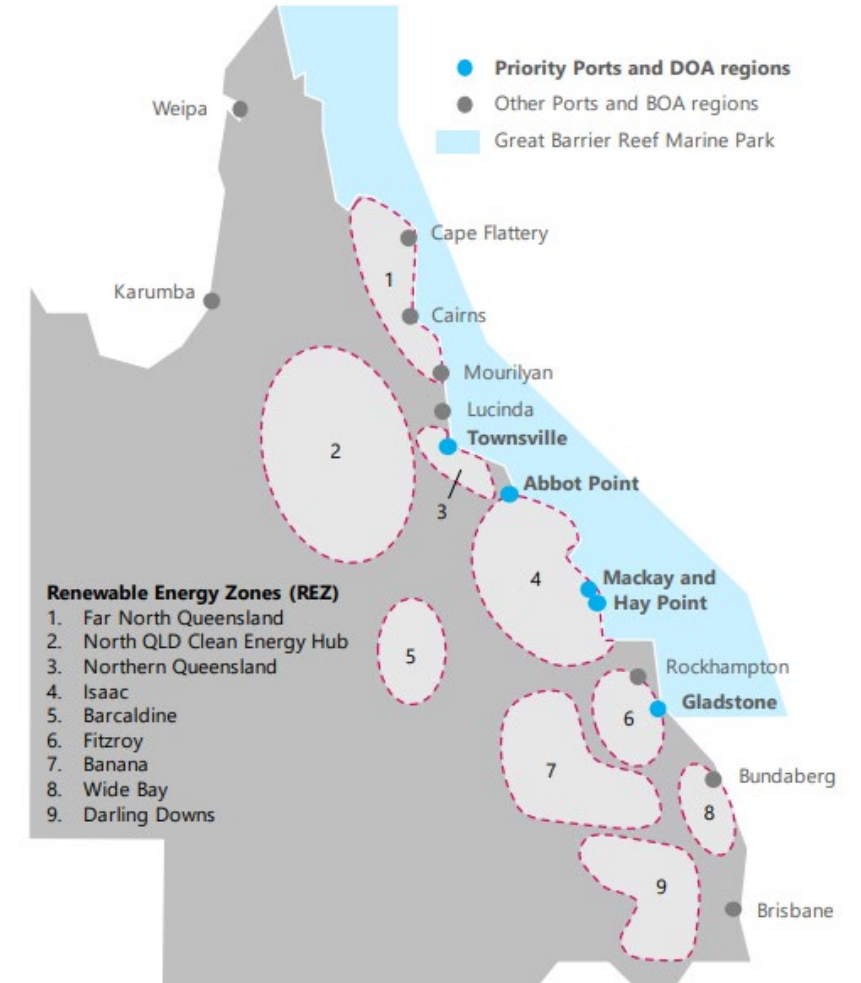 Priority Ports and DOA regions
Other Ports and BOA regions
Great Barrier Reef Marine Park
Weipa
Cape Flattery
1
Karumba
Cairns
Mourilyan
Lucinda
Townsville
2
Abbot Point
3
4
Mackay and
Hay Point
Renewable Energy Zones (REZ)
1. Far North Queensland
2. North QLD Clean Energy Hub
3. Northern Queensland
4. Isaac
5. Barcaldine
6. Fitzroy
7. Banana
8. Wide Bay
9. Darling Downs
5
Rockhampton
Gladstone
6
7
Bundaberg
8
9
Brisbane